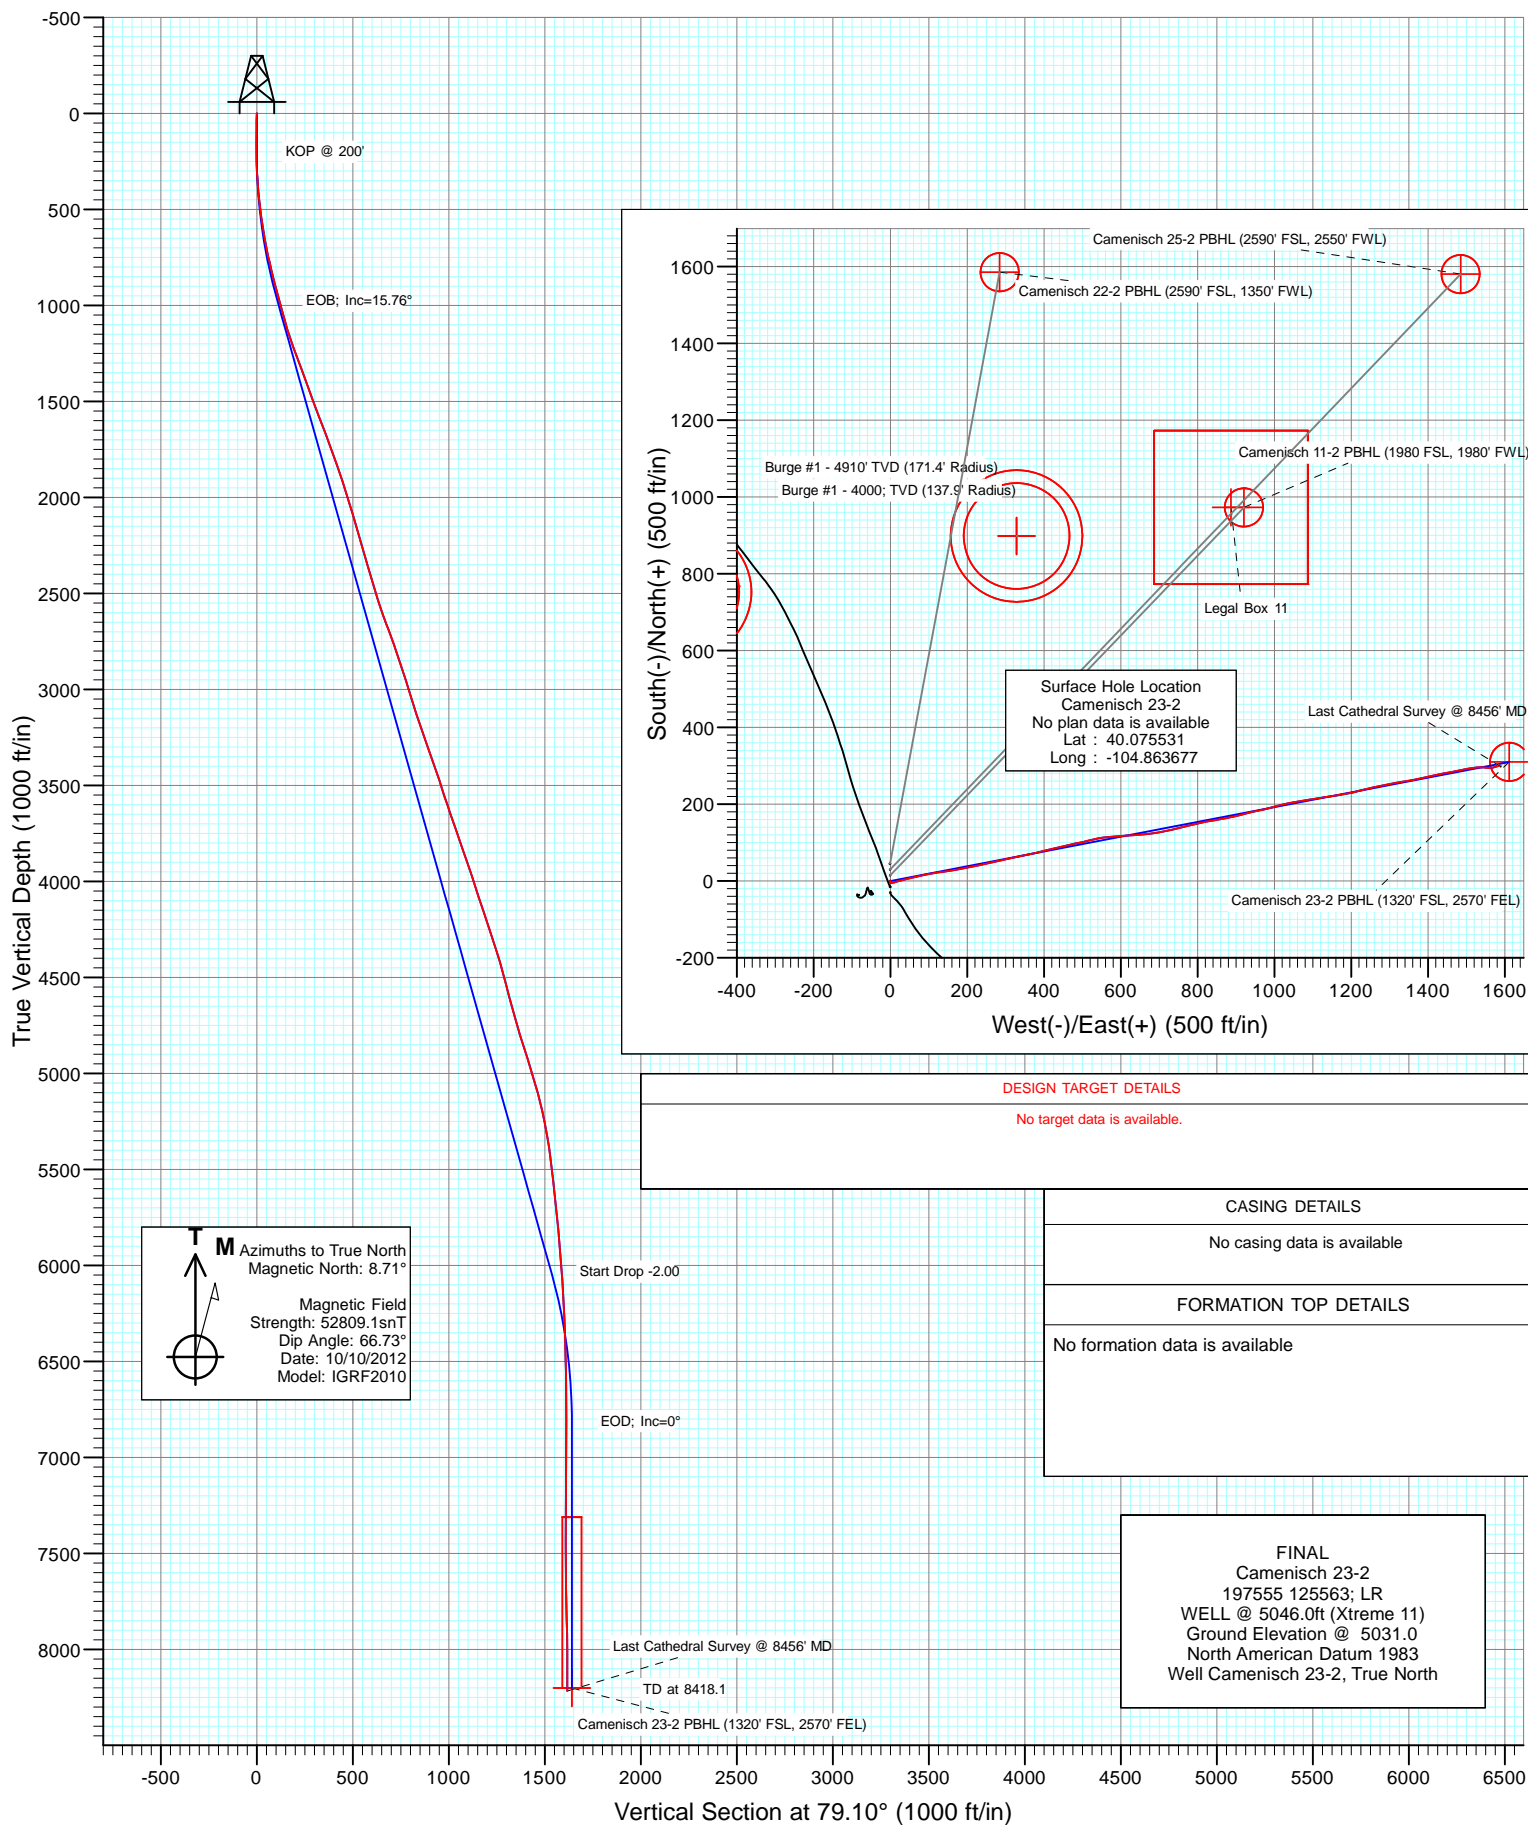 -500
0
500
1000
1500
2000
2500
3000
3500
4000
4500
5000
5500
6000
6500
7000
7500
8000
True Vertical Depth (1000 ft/in)
-500
0
500
1000
1500
2000
2500
3000
3500
4000
4500
5000
5500
6000
6500
Vertical Section at 79.10° (1000 ft/in)
KOP @ 200'
EOB; Inc=15.76°
Start Drop -2.00
EOD; Inc=0°
Last Cathedral Survey @ 8456' MD
TD at 8418.1
Camenisch 23-2 PBHL (1320' FSL, 2570' FEL)
1600
1400
1200
1000
800
600
400
200
0
-200
South(-)/North(+) (500 ft/in)
-400
-200
0
200
400
600
800
1000
1200
1400
1600
West(-)/East(+) (500 ft/in)
Camenisch 25-2 PBHL (2590' FSL, 2550' FWL)
Camenisch 22-2 PBHL (2590' FSL, 1350' FWL)
Camenisch 11-2 PBHL (1980 FSL, 1980' FWL)
Burge #1 - 4910' TVD (171.4' Radius)
Burge #1 - 4000; TVD (137.9' Radius)
Legal Box 11
Surface Hole Location
Camenisch 23-2
No plan data is available
Lat : 40.075531
Long : -104.863677
Last Cathedral Survey @ 8456' MD
Camenisch 23-2 PBHL (1320' FSL, 2570' FEL)
DESIGN TARGET DETAILS
No target data is available.
CASING DETAILS
No casing data is available
FORMATION TOP DETAILS
No formation data is available
T
M
Azimuths to True North
Magnetic North: 8.71°
Magnetic Field
Strength: 52809.1snT
Dip Angle: 66.73°
Date: 10/10/2012
Model: IGRF2010
FINAL
Camenisch 23-2
197555 125563; LR
WELL @ 5046.0ft (Xtreme 11)
Ground Elevation @ 5031.0
North American Datum 1983
Well Camenisch 23-2, True North